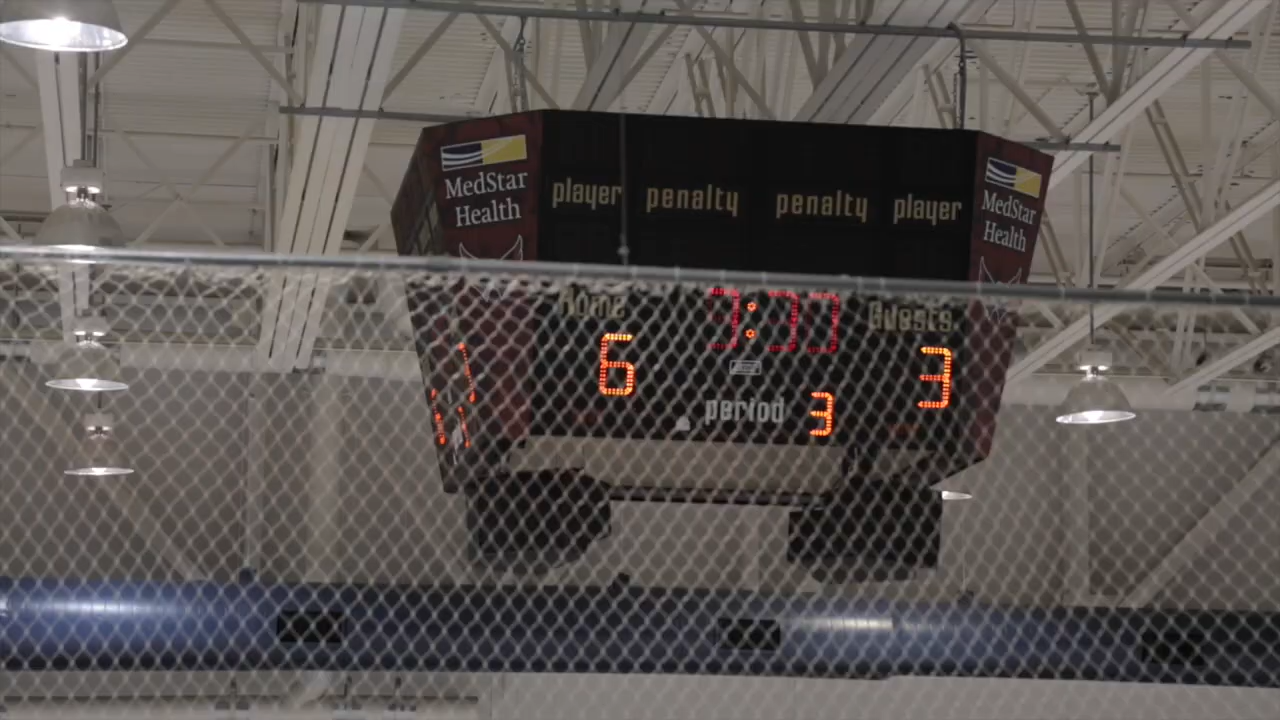 MedStar
Health
player penalty penalty player
MedStar
Health
Home
Guests
6
3
period 3